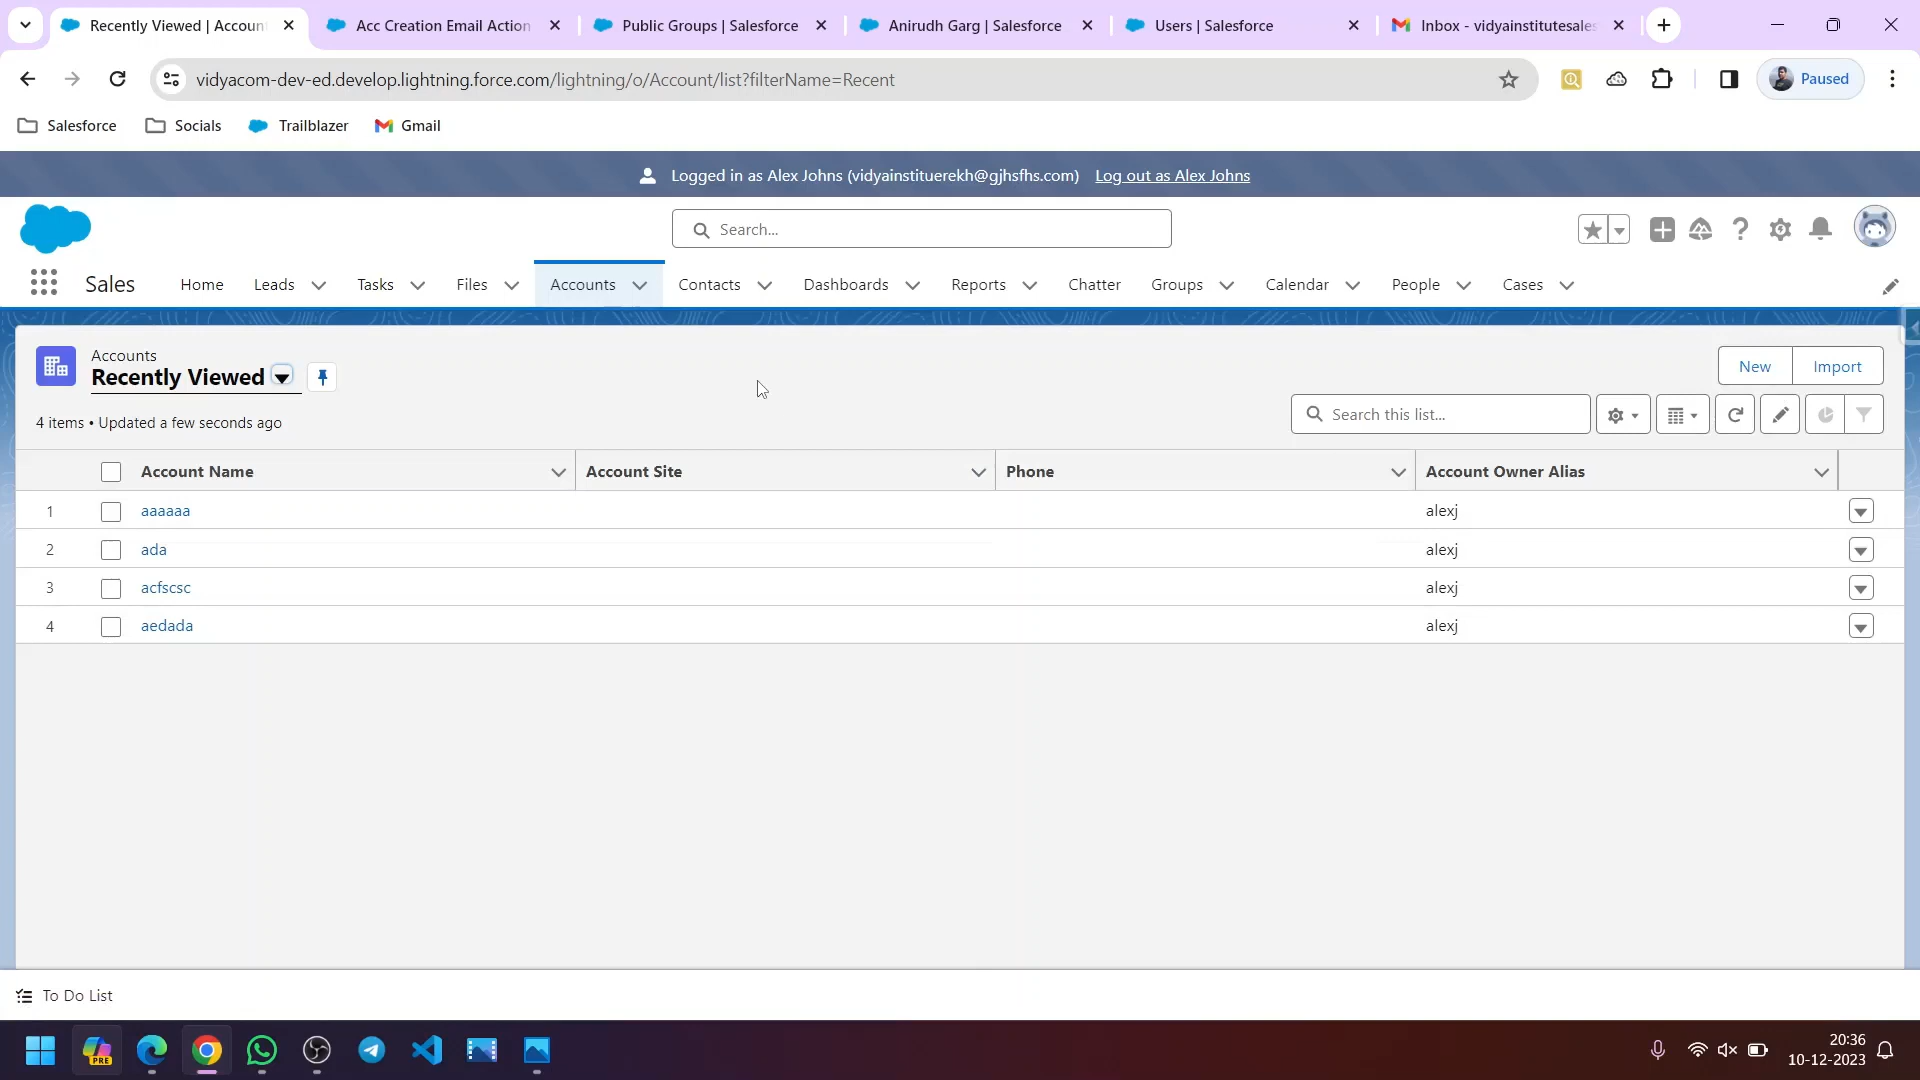 Recently Viewed | Accoun
Acc Creation Email Action
Public Groups | Salesforce
Anirudh Garg | Salesforce
Users | Salesforce
Inbox - vidyainstitutesales
vidyacom-dev-ed.develop.lightning.force.com/lightning/o/Account/list?filterName=Recent
Paused
Salesforce
Socials
Trailblazer
Gmail
Logged in as Alex Johns (vidyainstituerekh@gjhsfhs.com) Log out as Alex Johns
Search...
Sales
Home
Leads
Tasks
Files
Accounts
Contacts
Dashboards
Reports
Chatter
Groups
Calendar
People
Cases
Accounts
Recently Viewed
New
Import
4 items • Updated a few seconds ago
Search this list...
Account Name
Account Site
Phone
Account Owner Alias
1 aaaaaa alexj
2 ada alexj
3 acfscsc alexj
4 aedada alexj
To Do List
PRE
20:36
10-12-2023